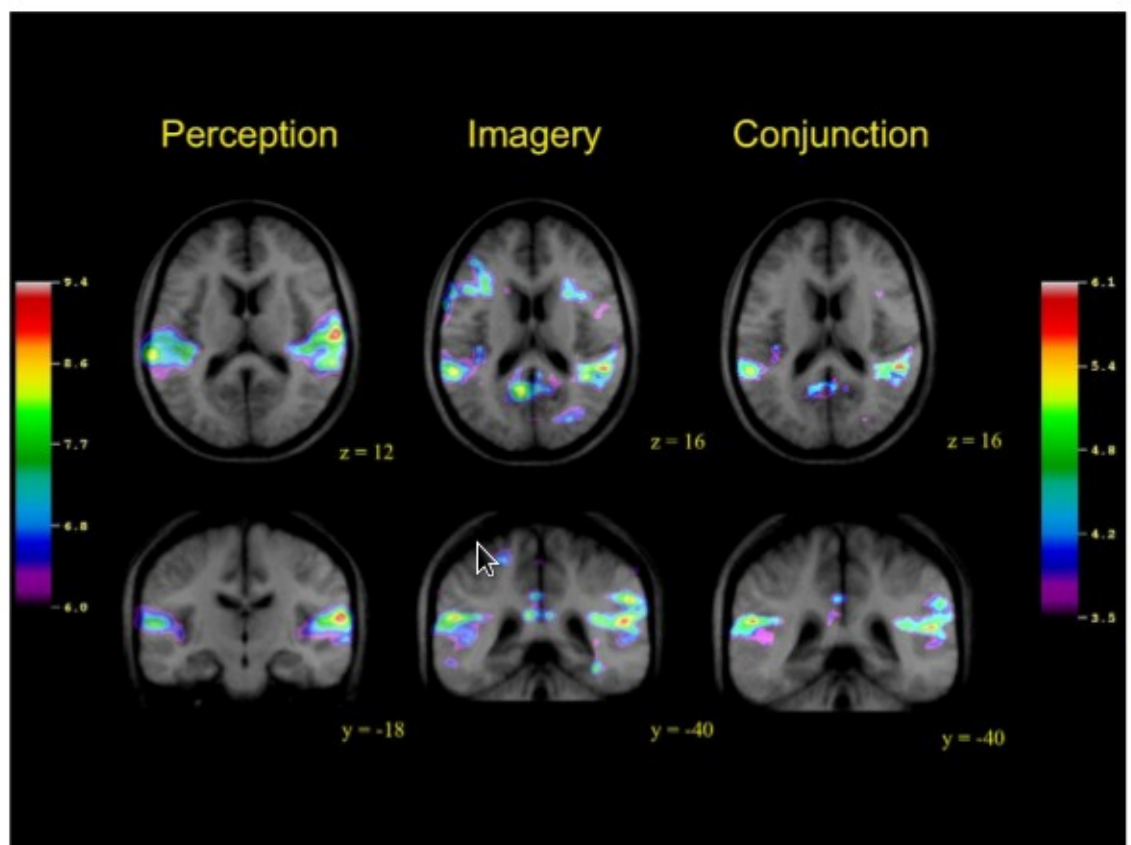 Perception
Imagery
Conjunction
9.4
8.6
7.7
6.8
6.0
6.1
5.4
4.8
4.2
3.5
z = 12
z = 16
z = 16
y = -18
y = -40
y = -40